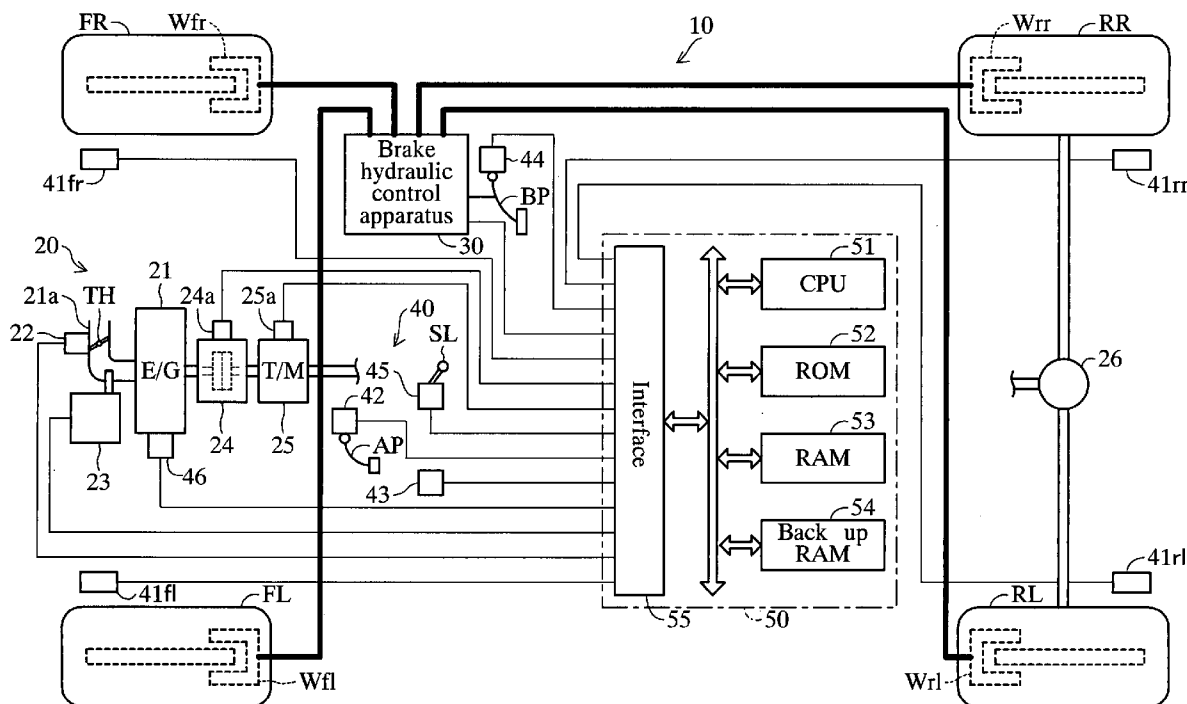 FR
Wfr
10
Wrr
RR
41fr
Brake
hydraulic
control
apparatus
30
44
BP
41rr
20
21
21a
TH
22
24a
25a
40
SL
E/G
T/M
45
42
23
24
25
46
AP
43
Interface
51
CPU
52
ROM
53
RAM
54
Back up
RAM
55
50
26
41fl
FL
Wfl
41rl
RL
Wrl